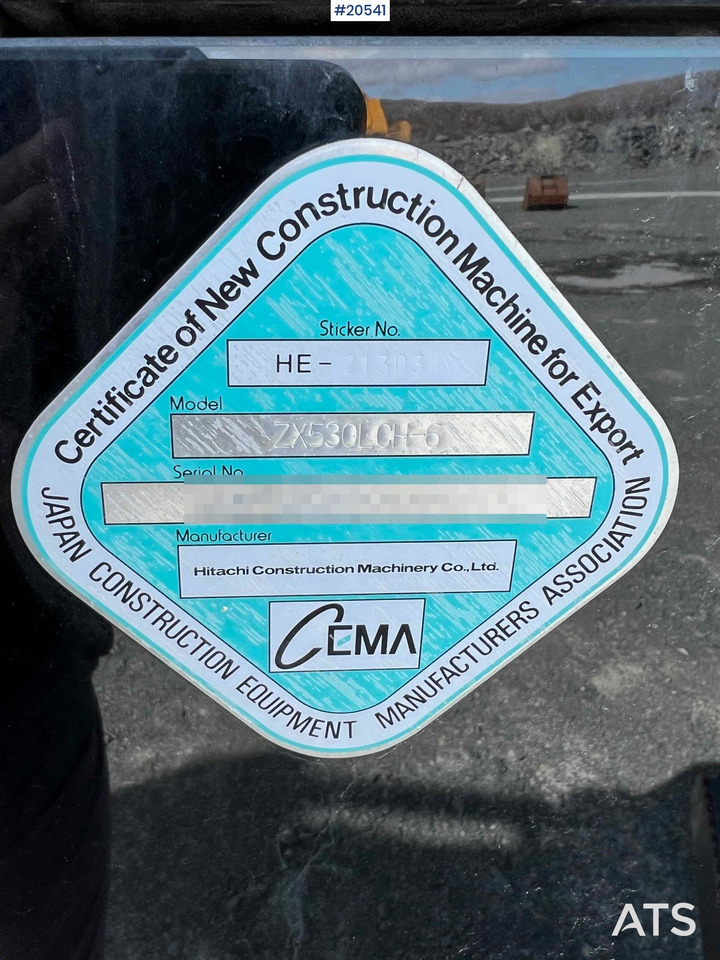 #20541
Certificate of New Construction Machine for Export
Sticker No.
HE-21303
Model
ZX530LCH-6
Serial No.
Manufacturer
Hitachi Construction Machinery Co.,Ltd.
CEMA
JAPAN CONSTRUCTION EQUIPMENT MANUFACTURERS ASSOCIATION
ATS